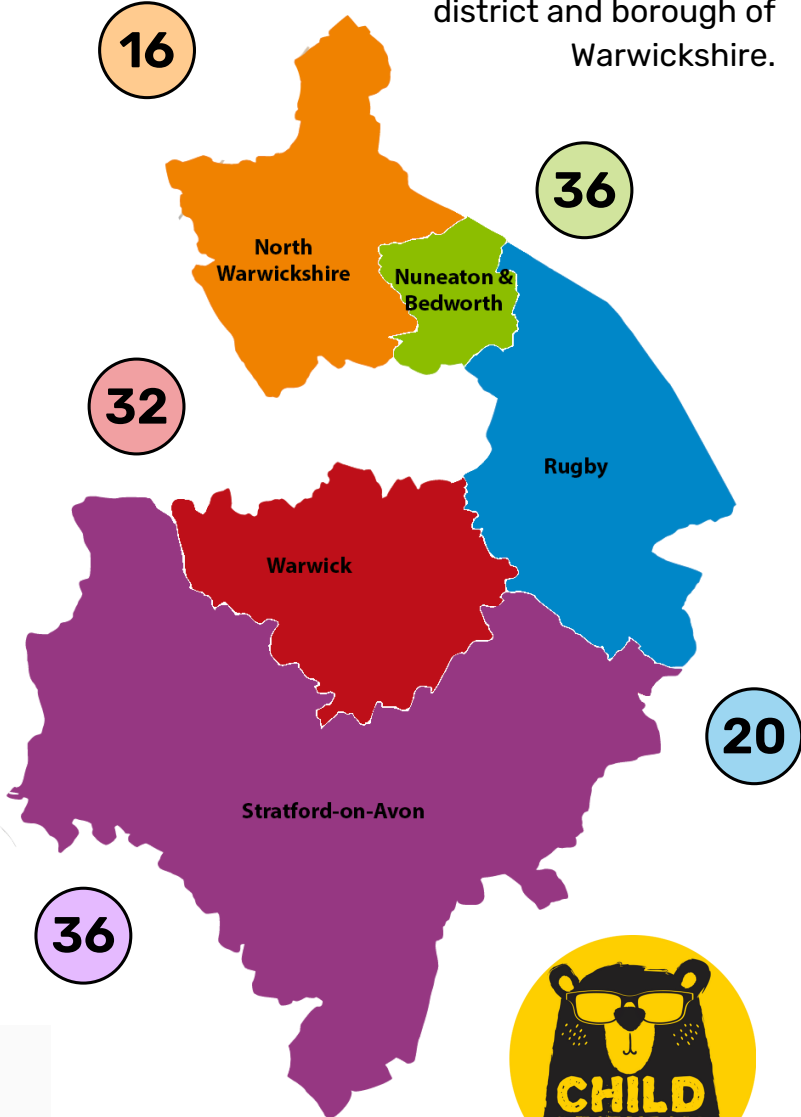 district and borough of
Warwickshire.
16
36
North
Warwickshire
Nuneaton &
Bedworth
32
Rugby
Warwick
20
Stratford-on-Avon
36
CHILD